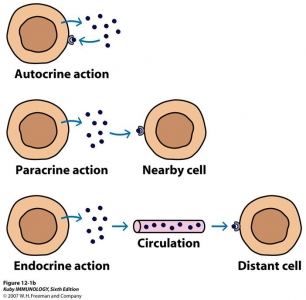 Autocrine action
Paracrine action
Nearby cell
Circulation
Endocrine action
Distant cell
Figure 12-1b
Kuby IMMUNOLOGY, Sixth Edition
© 2007 W. H. Freeman and Company